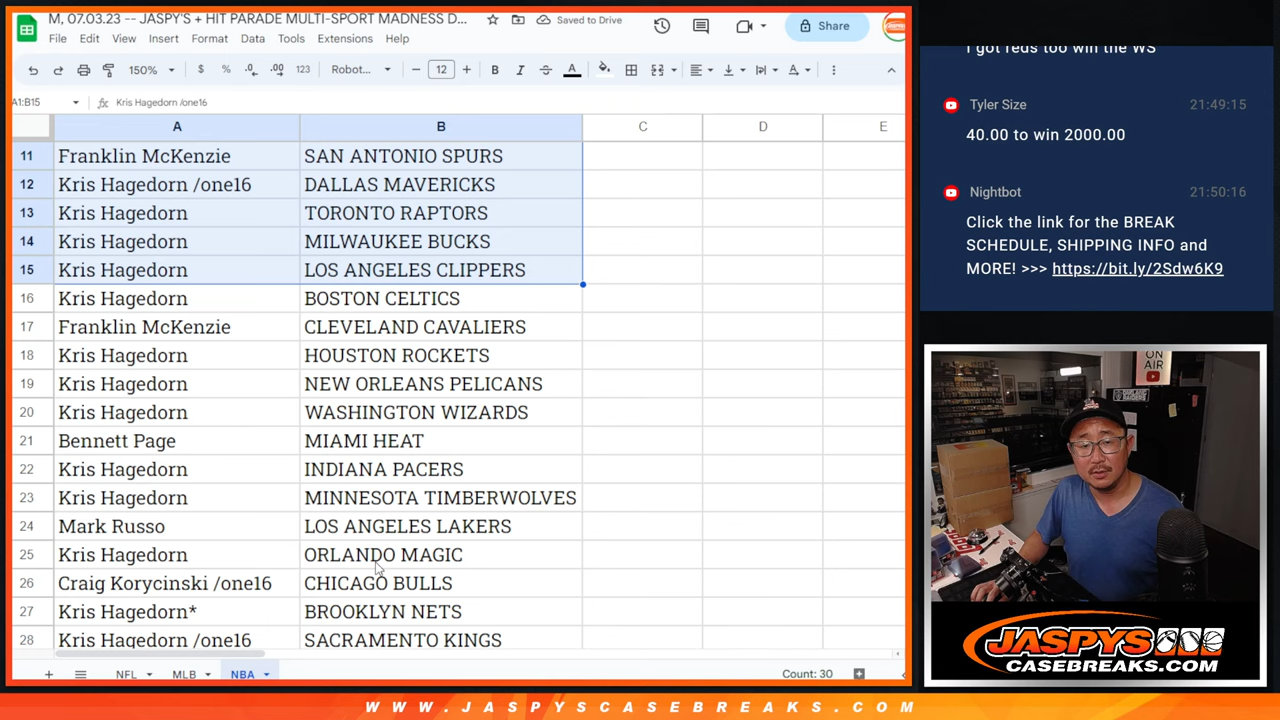 M, 07.03.23 -- JASPY'S + HIT PARADE MULTI-SPORT MADNESS D...
Saved to Drive
Share
File Edit View Insert Format Data Tools Extensions Help
150% $ % .0 .00 123 Robot... − 12 + B I A
A1:B15 fx Kris Hagedorn /one16
A B C D E
11 Franklin McKenzie SAN ANTONIO SPURS
12 Kris Hagedorn /one16 DALLAS MAVERICKS
13 Kris Hagedorn TORONTO RAPTORS
14 Kris Hagedorn MILWAUKEE BUCKS
15 Kris Hagedorn LOS ANGELES CLIPPERS
16 Kris Hagedorn BOSTON CELTICS
17 Franklin McKenzie CLEVELAND CAVALIERS
18 Kris Hagedorn HOUSTON ROCKETS
19 Kris Hagedorn NEW ORLEANS PELICANS
20 Kris Hagedorn WASHINGTON WIZARDS
21 Bennett Page MIAMI HEAT
22 Kris Hagedorn INDIANA PACERS
23 Kris Hagedorn MINNESOTA TIMBERWOLVES
24 Mark Russo LOS ANGELES LAKERS
25 Kris Hagedorn ORLANDO MAGIC
26 Craig Korycinski /one16 CHICAGO BULLS
27 Kris Hagedorn* BROOKLYN NETS
28 Kris Hagedorn /one16 SACRAMENTO KINGS
+ NFL MLB NBA Count: 30
I got reds too win the WS
Tyler Size 21:49:15
40.00 to win 2000.00
Nightbot 21:50:16
Click the link for the BREAK
SCHEDULE, SHIPPING INFO and
MORE! >>> https://bit.ly/2Sdw6K9
ON
AIR
JASPYS
CASEBREAKS.COM
WWW.JASPYSCASEBREAKS.COM